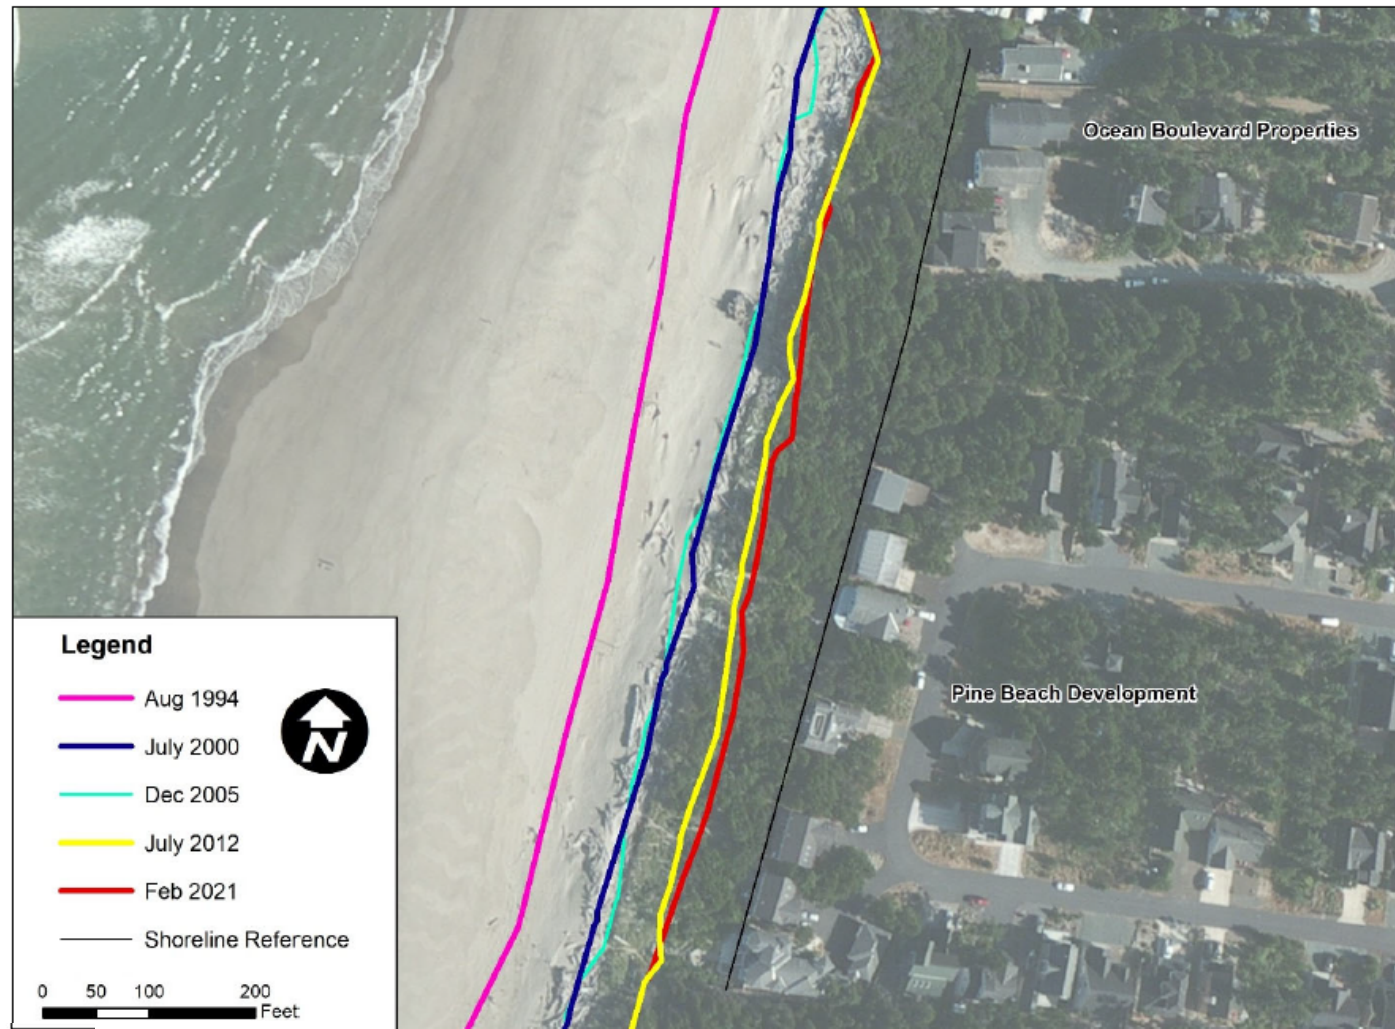 Ocean Boulevard Properties
Pine Beach Development
Legend
Aug 1994
July 2000
Dec 2005
July 2012
Feb 2021
Shoreline Reference
N
0 50 100 200
Feet